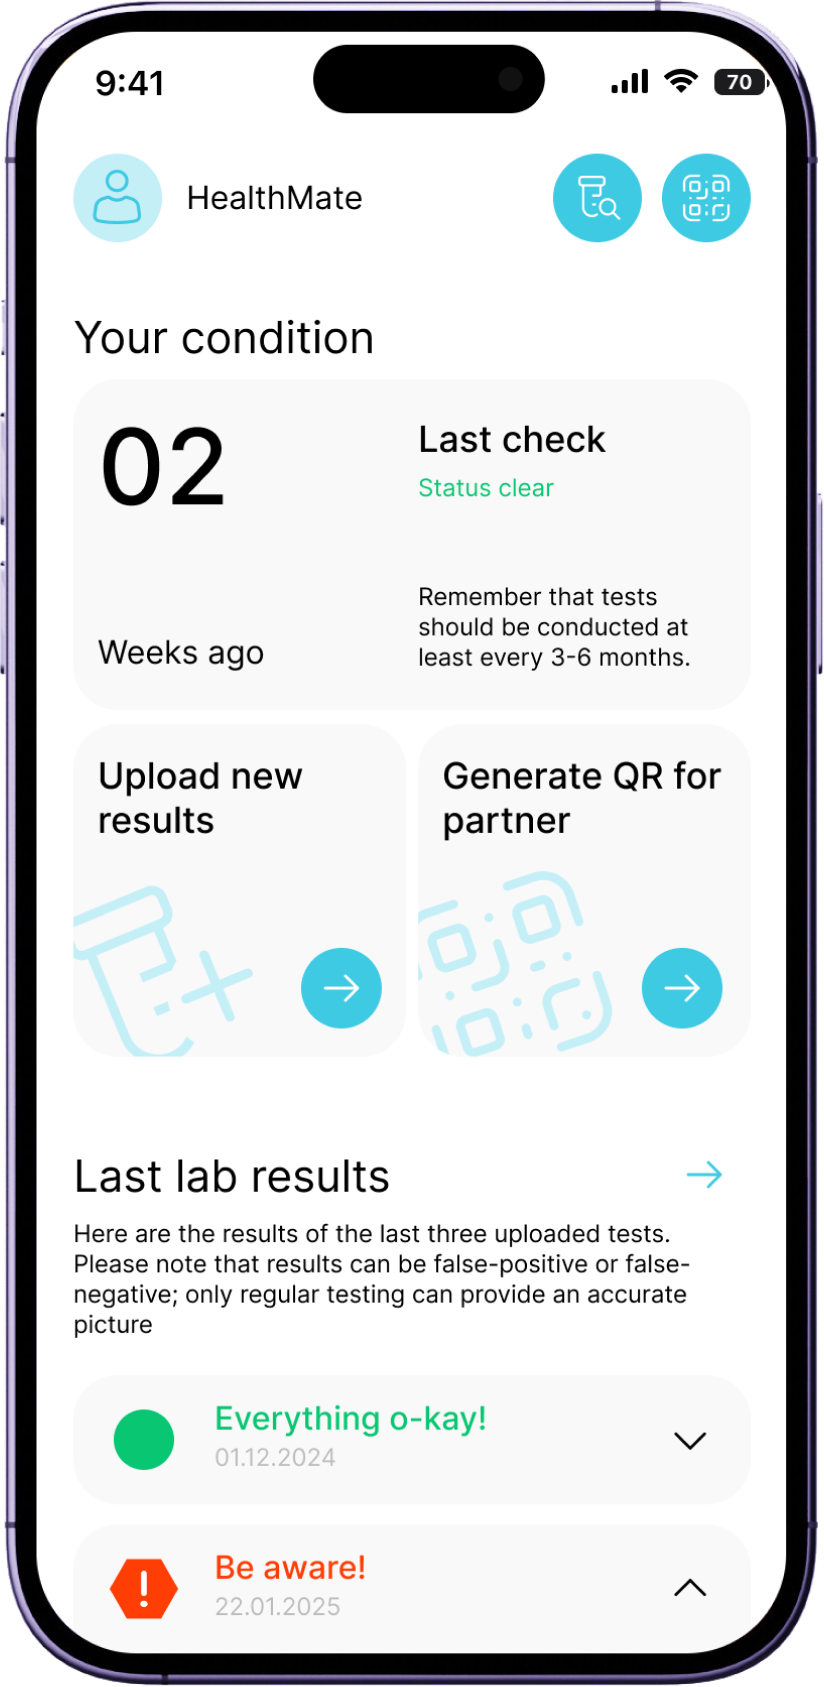 9:41
70
HealthMate
Your condition
02
Weeks ago
Last check
Status clear
Remember that tests
should be conducted at
least every 3-6 months.
Upload new
results
Generate QR for
partner
Last lab results
Here are the results of the last three uploaded tests.
Please note that results can be false-positive or false-
negative; only regular testing can provide an accurate
picture
Everything o-kay!
01.12.2024
Be aware!
22.01.2025